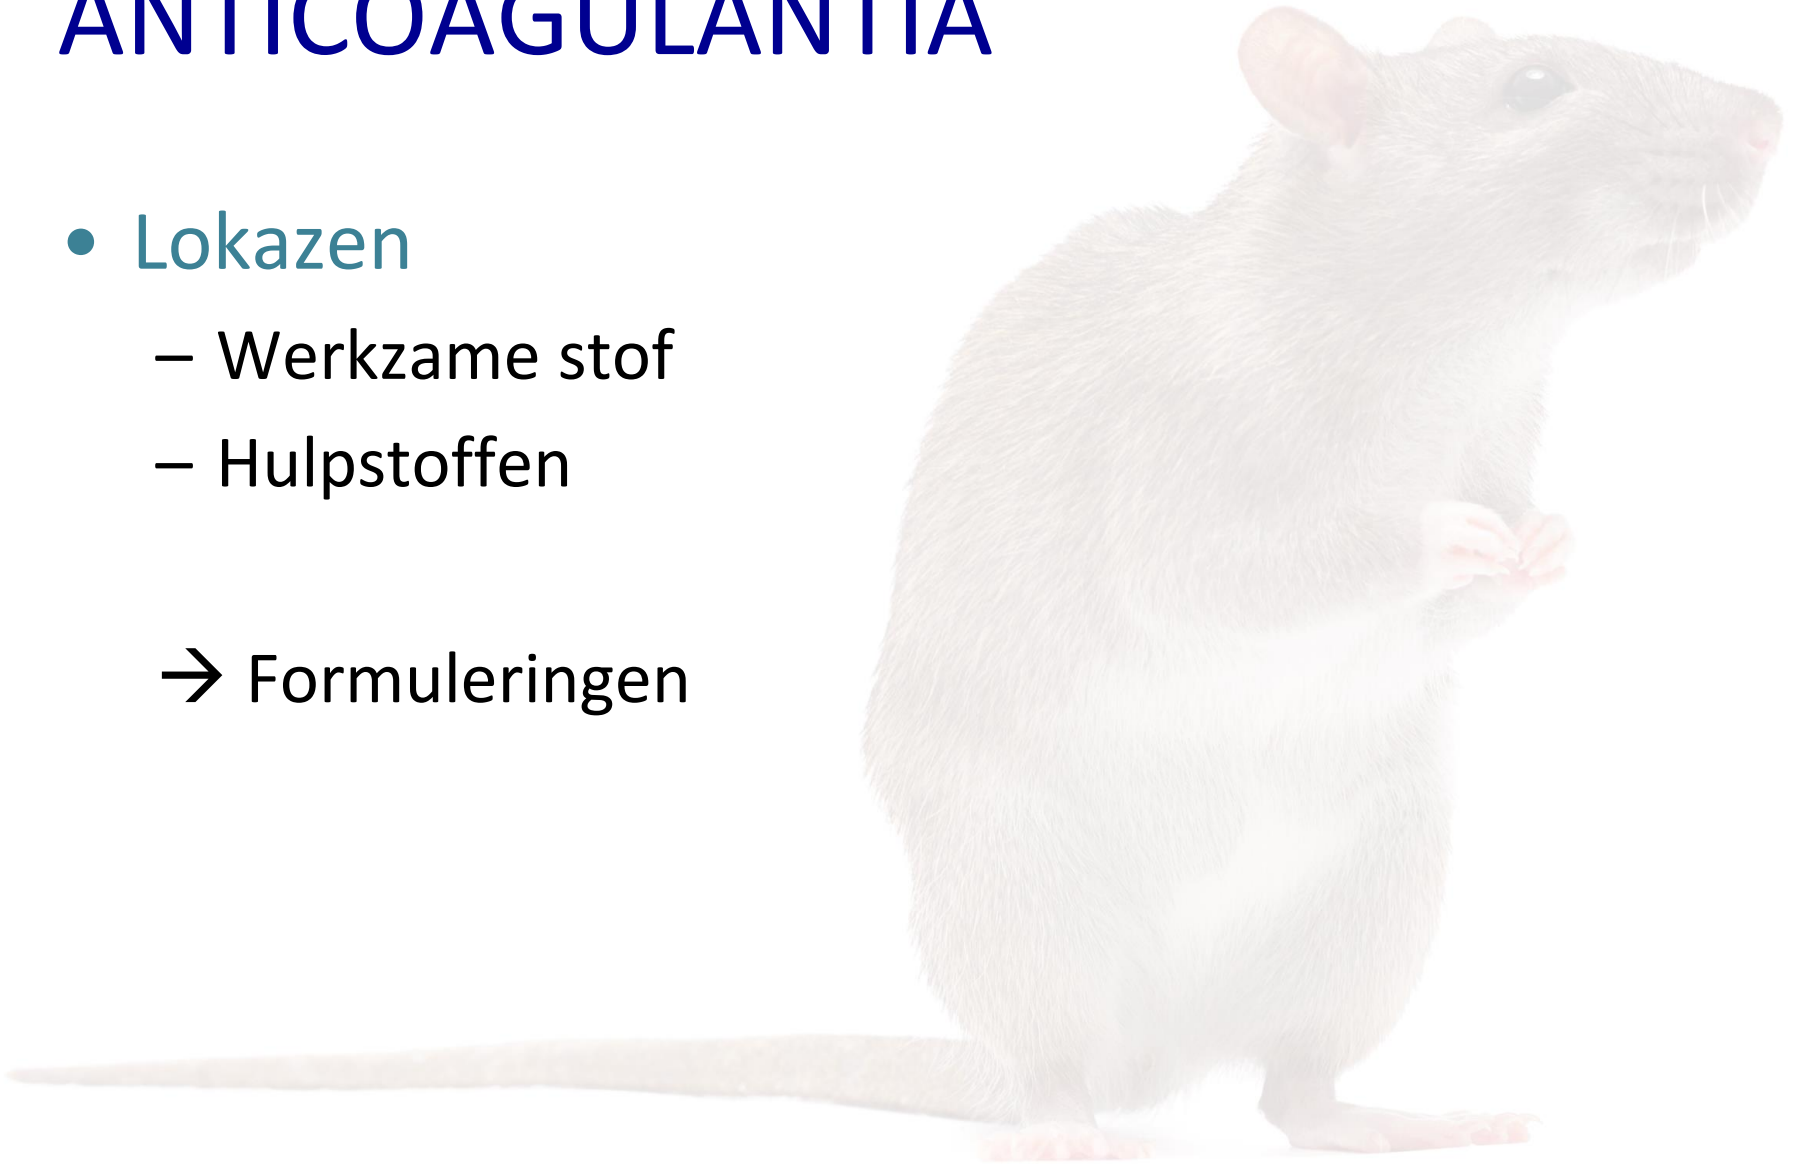 ANTICOAGULANTIA
• Lokazen
– Werkzame stof
– Hulpstoffen
→ Formuleringen